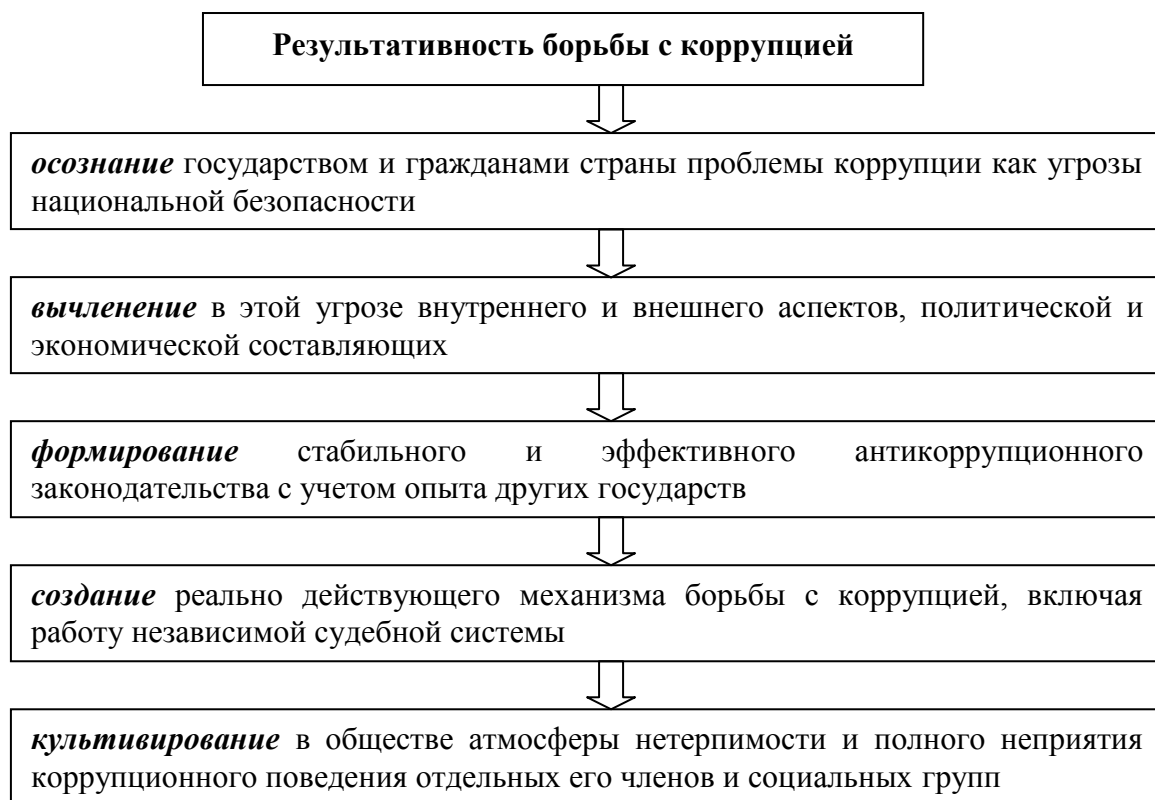 Результативность борьбы с коррупцией
осознание государством и гражданами страны проблемы коррупции как угрозы
национальной безопасности
вычленение в этой угрозе внутреннего и внешнего аспектов, политической и
экономической составляющих
формирование стабильного и эффективного антикоррупционного
законодательства с учетом опыта других государств
создание реально действующего механизма борьбы с коррупцией, включая
работу независимой судебной системы
культивирование в обществе атмосферы нетерпимости и полного неприятия
коррупционного поведения отдельных его членов и социальных групп